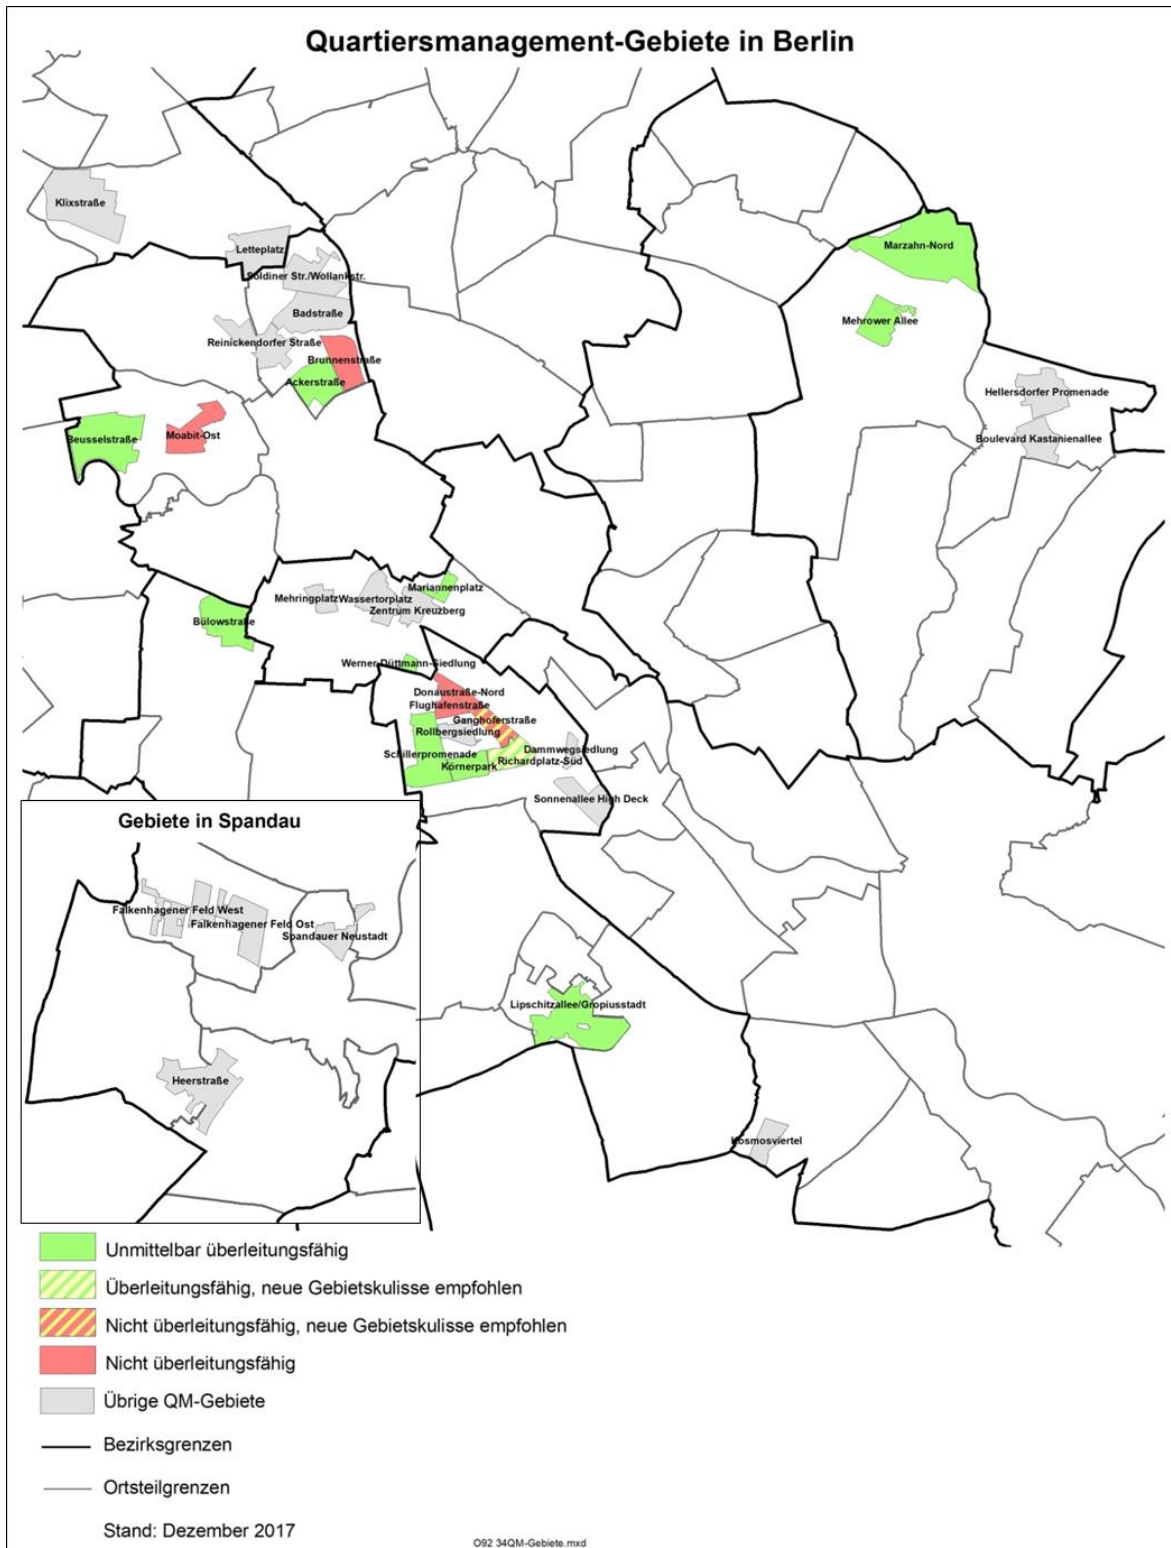 Quartiersmanagement-Gebiete in Berlin
Klixstraße
Letteplatz
Soldiner Str./Wollankstr.
Badstraße
Reinickendorfer Straße
Brunnenstraße
Ackerstraße
Beusselstraße
Moabit-Ost
Marzahn-Nord
Mehrower Allee
Hellersdorfer Promenade
Boulevard Kastanienallee
Mariannenplatz
Mehringplatz
Wassertorplatz
Zentrum Kreuzberg
Bülowstraße
Werner-Düttmann-Siedlung
Donaustraße-Nord
Flughafenstraße
Ganghoferstraße
Rollbergsiedlung
Schillerpromenade
Dammwegsiedlung
Richardplatz-Süd
Körnerpark
Sonnenallee High Deck
Gebiete in Spandau
Falkenhagener Feld West
Falkenhagener Feld Ost
Spandauer Neustadt
Heerstraße
Lipschitzallee/Gropiusstadt
Kosmosviertel
Unmittelbar überleitungsfähig
Überleitungsfähig, neue Gebietskulisse empfohlen
Nicht überleitungsfähig, neue Gebietskulisse empfohlen
Nicht überleitungsfähig
Übrige QM-Gebiete
Bezirksgrenzen
Ortsteilgrenzen
Stand: Dezember 2017
O92_34QM-Gebiete.mxd